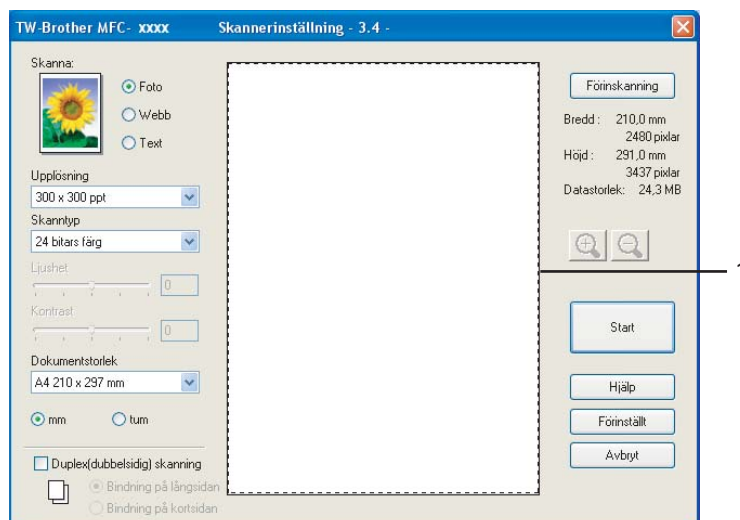 TW-Brother MFC- xxxx Skannerinställning - 3.4 -
Skanna:
Foto
Webb
Text
Upplösning
300 x 300 ppt
Skanntyp
24 bitars färg
Ljushet
0
Kontrast
0
Dokumentstorlek
A4 210 x 297 mm
mm tum
Duplex(dubbelsidig) skanning
Bindning på långsidan
Bindning på kortsidan
Förinskanning
Bredd : 210,0 mm
2480 pixlar
Höjd : 291,0 mm
3437 pixlar
Datastorlek: 24,3 MB
1
Start
Hjälp
Förinställt
Avbryt